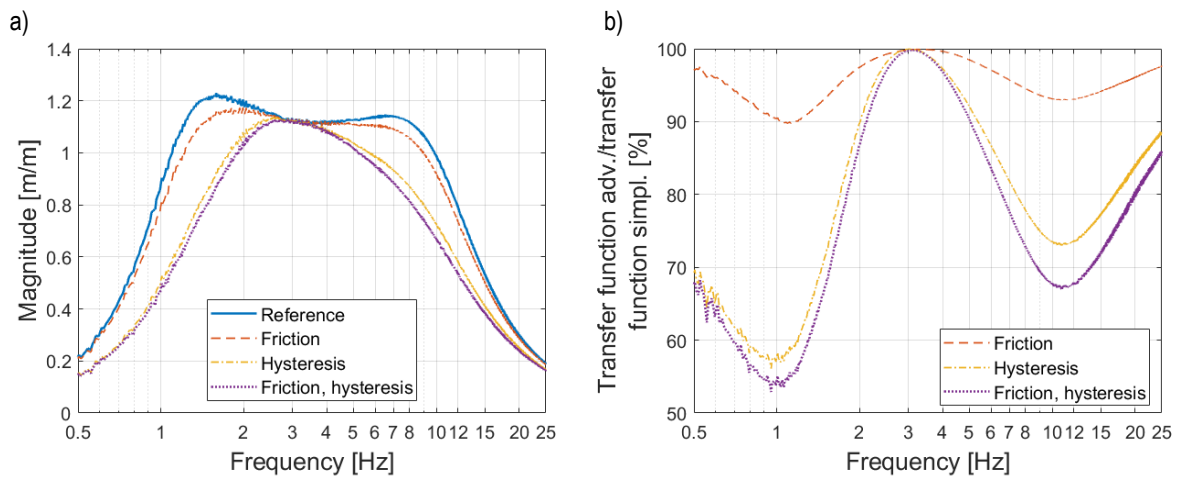 a)
1.4
1.2
1
0.8
0.6
0.4
0.2
0
Magnitude [m/m]
Reference
Friction
Hysteresis
Friction, hysteresis
0.5 1 2 3 4 5 6 7 8 10 12 15 20 25
Frequency [Hz]
b)
100
90
80
70
60
50
Transfer function adv./transfer
function simpl. [%]
Friction
Hysteresis
Friction, hysteresis
0.5 1 2 3 4 5 6 7 8 10 12 15 20 25
Frequency [Hz]